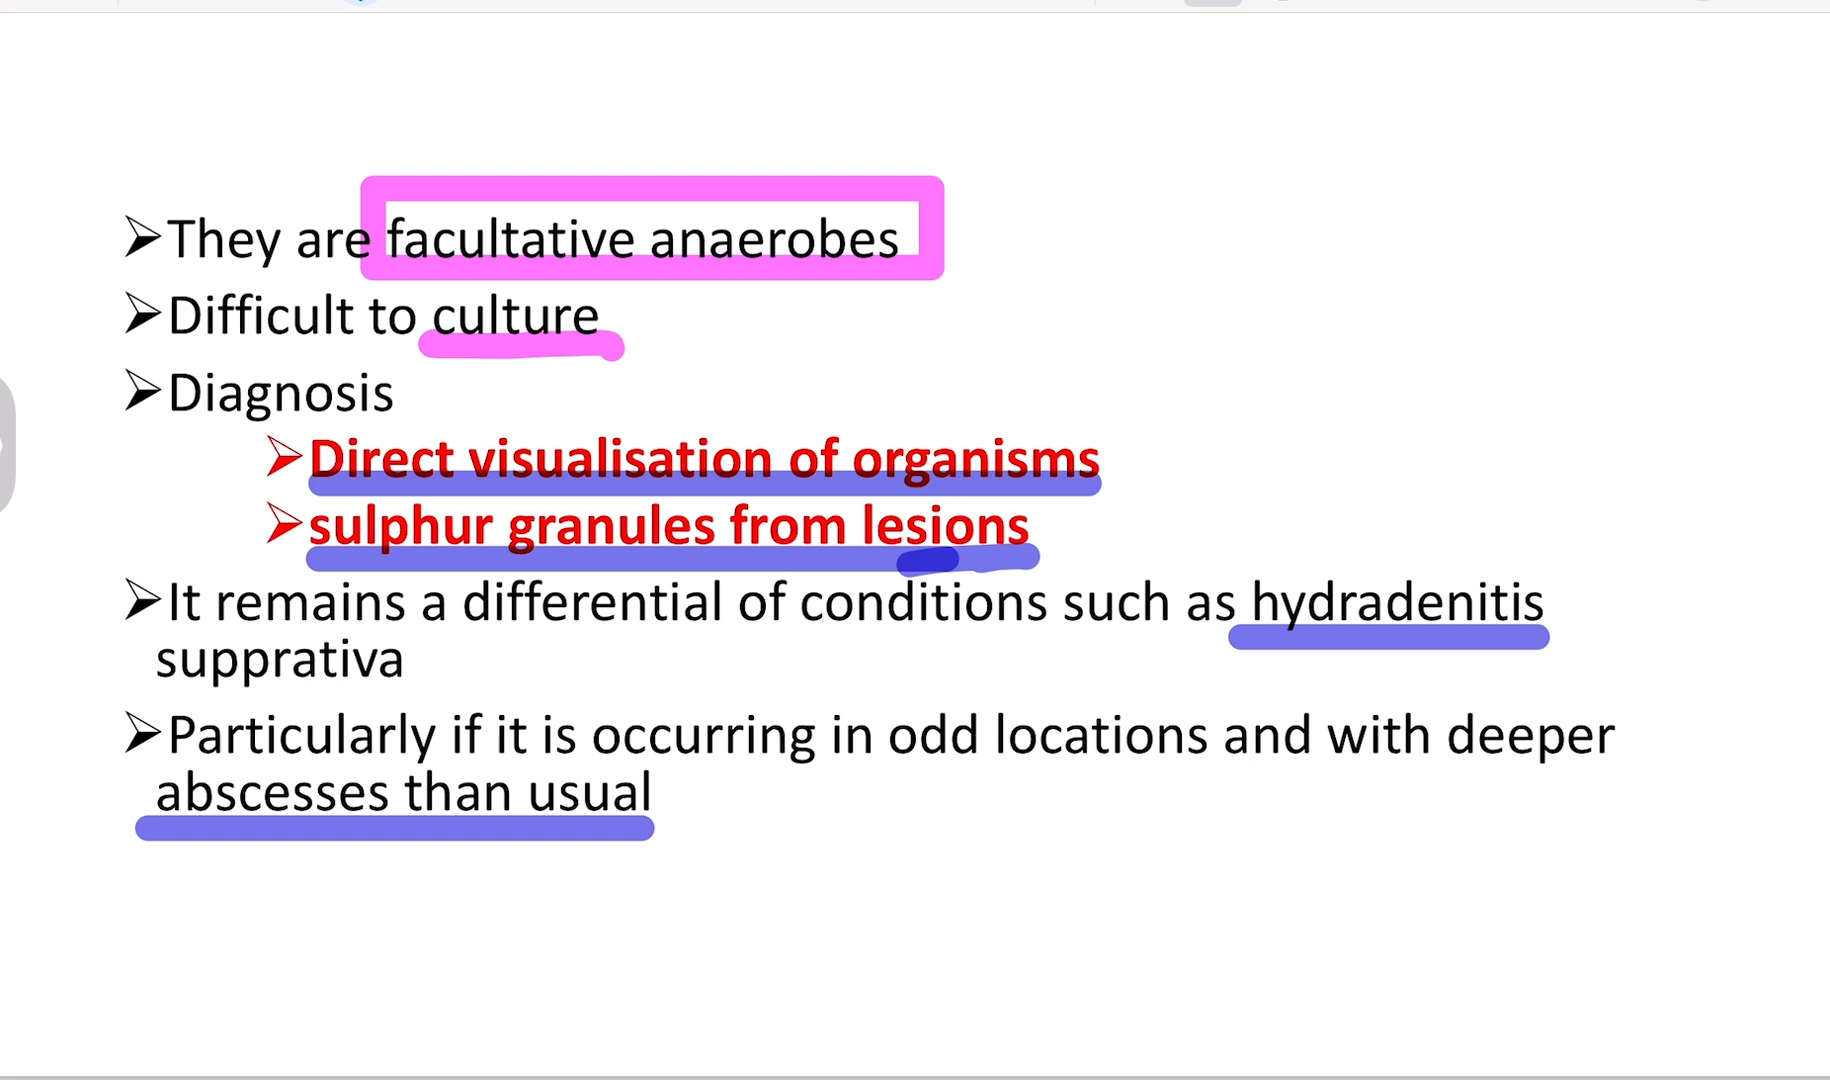 ➢They are facultative anaerobes
➢Difficult to culture
➢Diagnosis
➢Direct visualisation of organisms
➢sulphur granules from lesions
➢It remains a differential of conditions such as hydradenitis
supprativa
➢Particularly if it is occurring in odd locations and with deeper
abscesses than usual